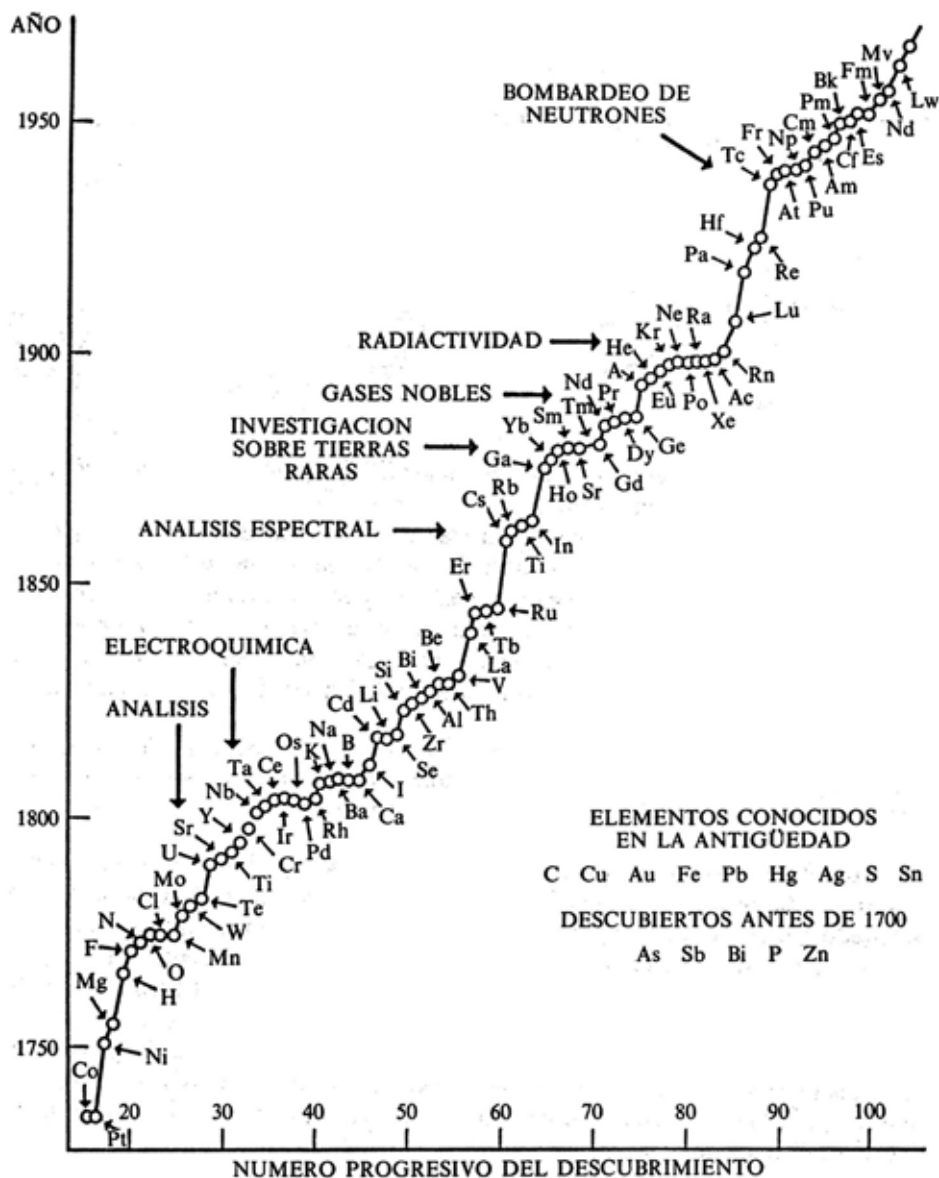 AÑO
1950
1900
1850
1800
1750
BOMBARDEO DE
NEUTRONES
Mv
Fm
Bk
Pm
Cm
Np
Fr
Tc
Lw
Nd
Es
Cf
Am
Pu
At
Hf
Pa
Re
Lu
RADIACTIVIDAD
Ne Ra
Kr
He
A
Rn
Ac
Xe
Po
Eu
GASES NOBLES
Nd
Pr
Tm
Sm
Yb
Ge
Dy
Gd
INVESTIGACION
SOBRE TIERRAS
RARAS
Ga
Sr
Ho
Rb
Cs
In
Ti
ANALISIS ESPECTRAL
Er
Ru
Tb
La
V
ELECTROQUIMICA
Be
Bi
Si
Li
Cd
Th
Al
Zr
Se
ANALISIS
Na B
Os K
Ce
Ta
Nb
I
Ca
Ba
Rh
Pd
Ir
Cr
Y
Sr
U
Ti
Te
Mo
Cl
W
N
Mn
F
O
H
Mg
Ni
Co
Pt
ELEMENTOS CONOCIDOS
EN LA ANTIGÜEDAD
C Cu Au Fe Pb Hg Ag S Sn
DESCUBIERTOS ANTES DE 1700
As Sb Bi P Zn
20 30 40 50 60 70 80 90 100
NUMERO PROGRESIVO DEL DESCUBRIMIENTO